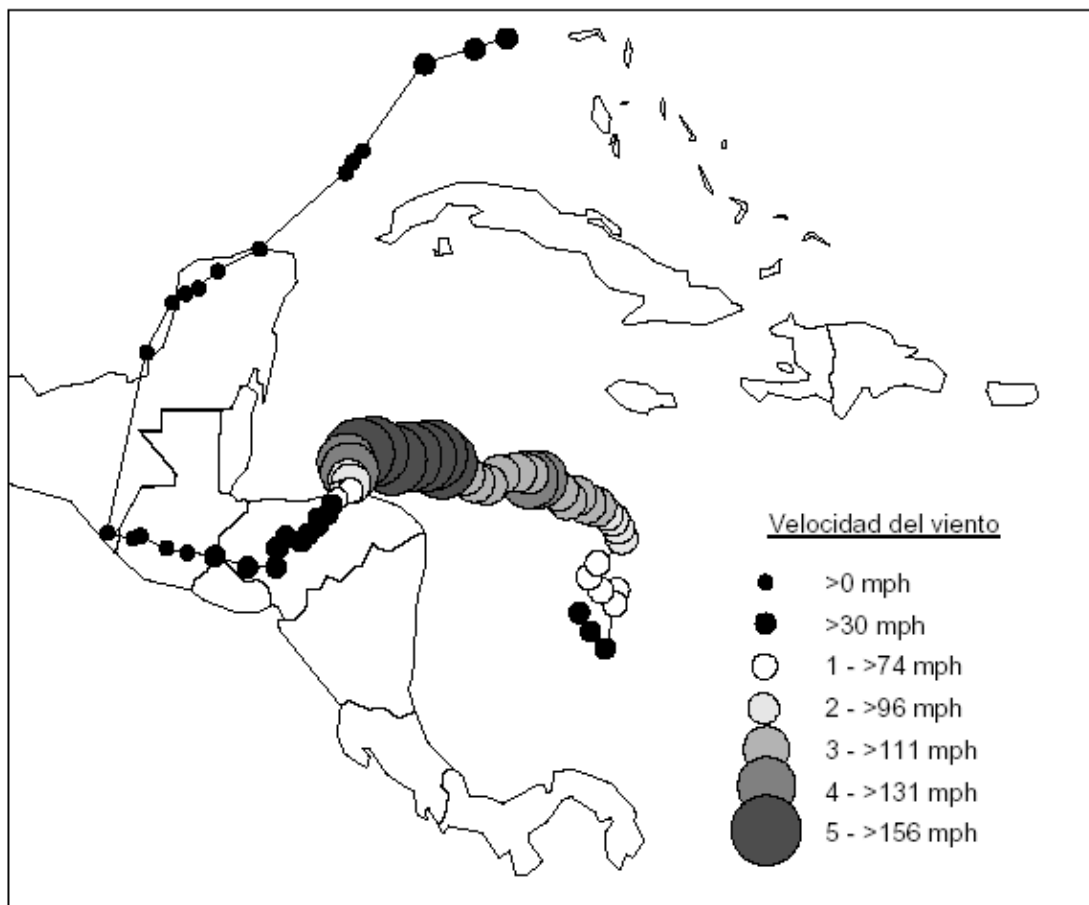 Velocidad del viento
>0 mph
>30 mph
1 - >74 mph
2 - >96 mph
3 - >111 mph
4 - >131 mph
5 - >156 mph